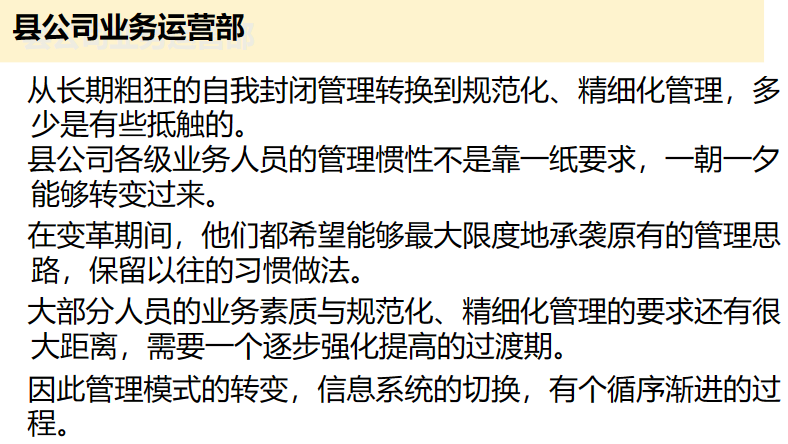 县公司业务运营部
从长期粗狂的自我封闭管理转换到规范化、精细化管理，多
少是有些抵触的。
县公司各级业务人员的管理惯性不是靠一纸要求，一朝一夕
能够转变过来。
在变革期间，他们都希望能够最大限度地承袭原有的管理思
路，保留以往的习惯做法。
大部分人员的业务素质与规范化、精细化管理的要求还有很
大距离，需要一个逐步强化提高的过渡期。
因此管理模式的转变，信息系统的切换，有个循序渐进的过
程。